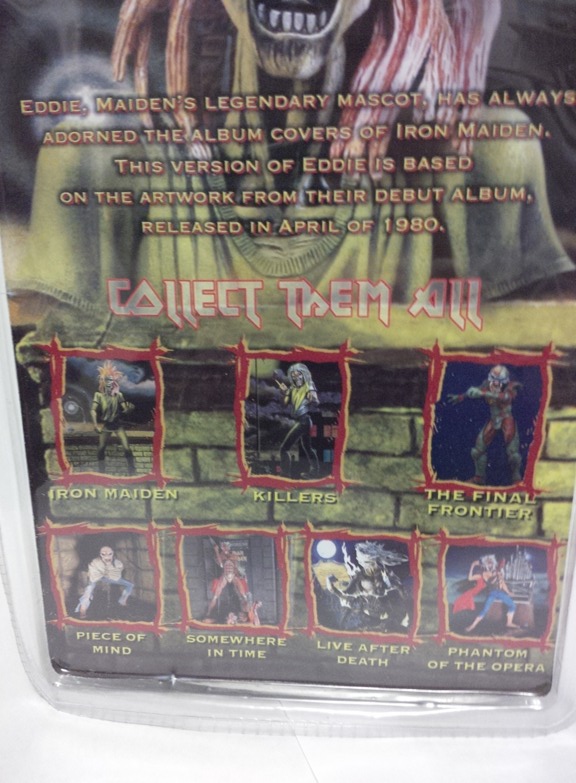 EDDIE, MAIDEN'S LEGENDARY MASCOT, HAS ALWAYS
ADORNED THE ALBUM COVERS OF IRON MAIDEN.
THIS VERSION OF EDDIE IS BASED
ON THE ARTWORK FROM THEIR DEBUT ALBUM,
RELEASED IN APRIL OF 1980.
COLLECT THEM ALL
IRON MAIDEN
KILLERS
THE FINAL
FRONTIER
PIECE OF
MIND
SOMEWHERE
IN TIME
LIVE AFTER
DEATH
PHANTOM
OF THE OPERA